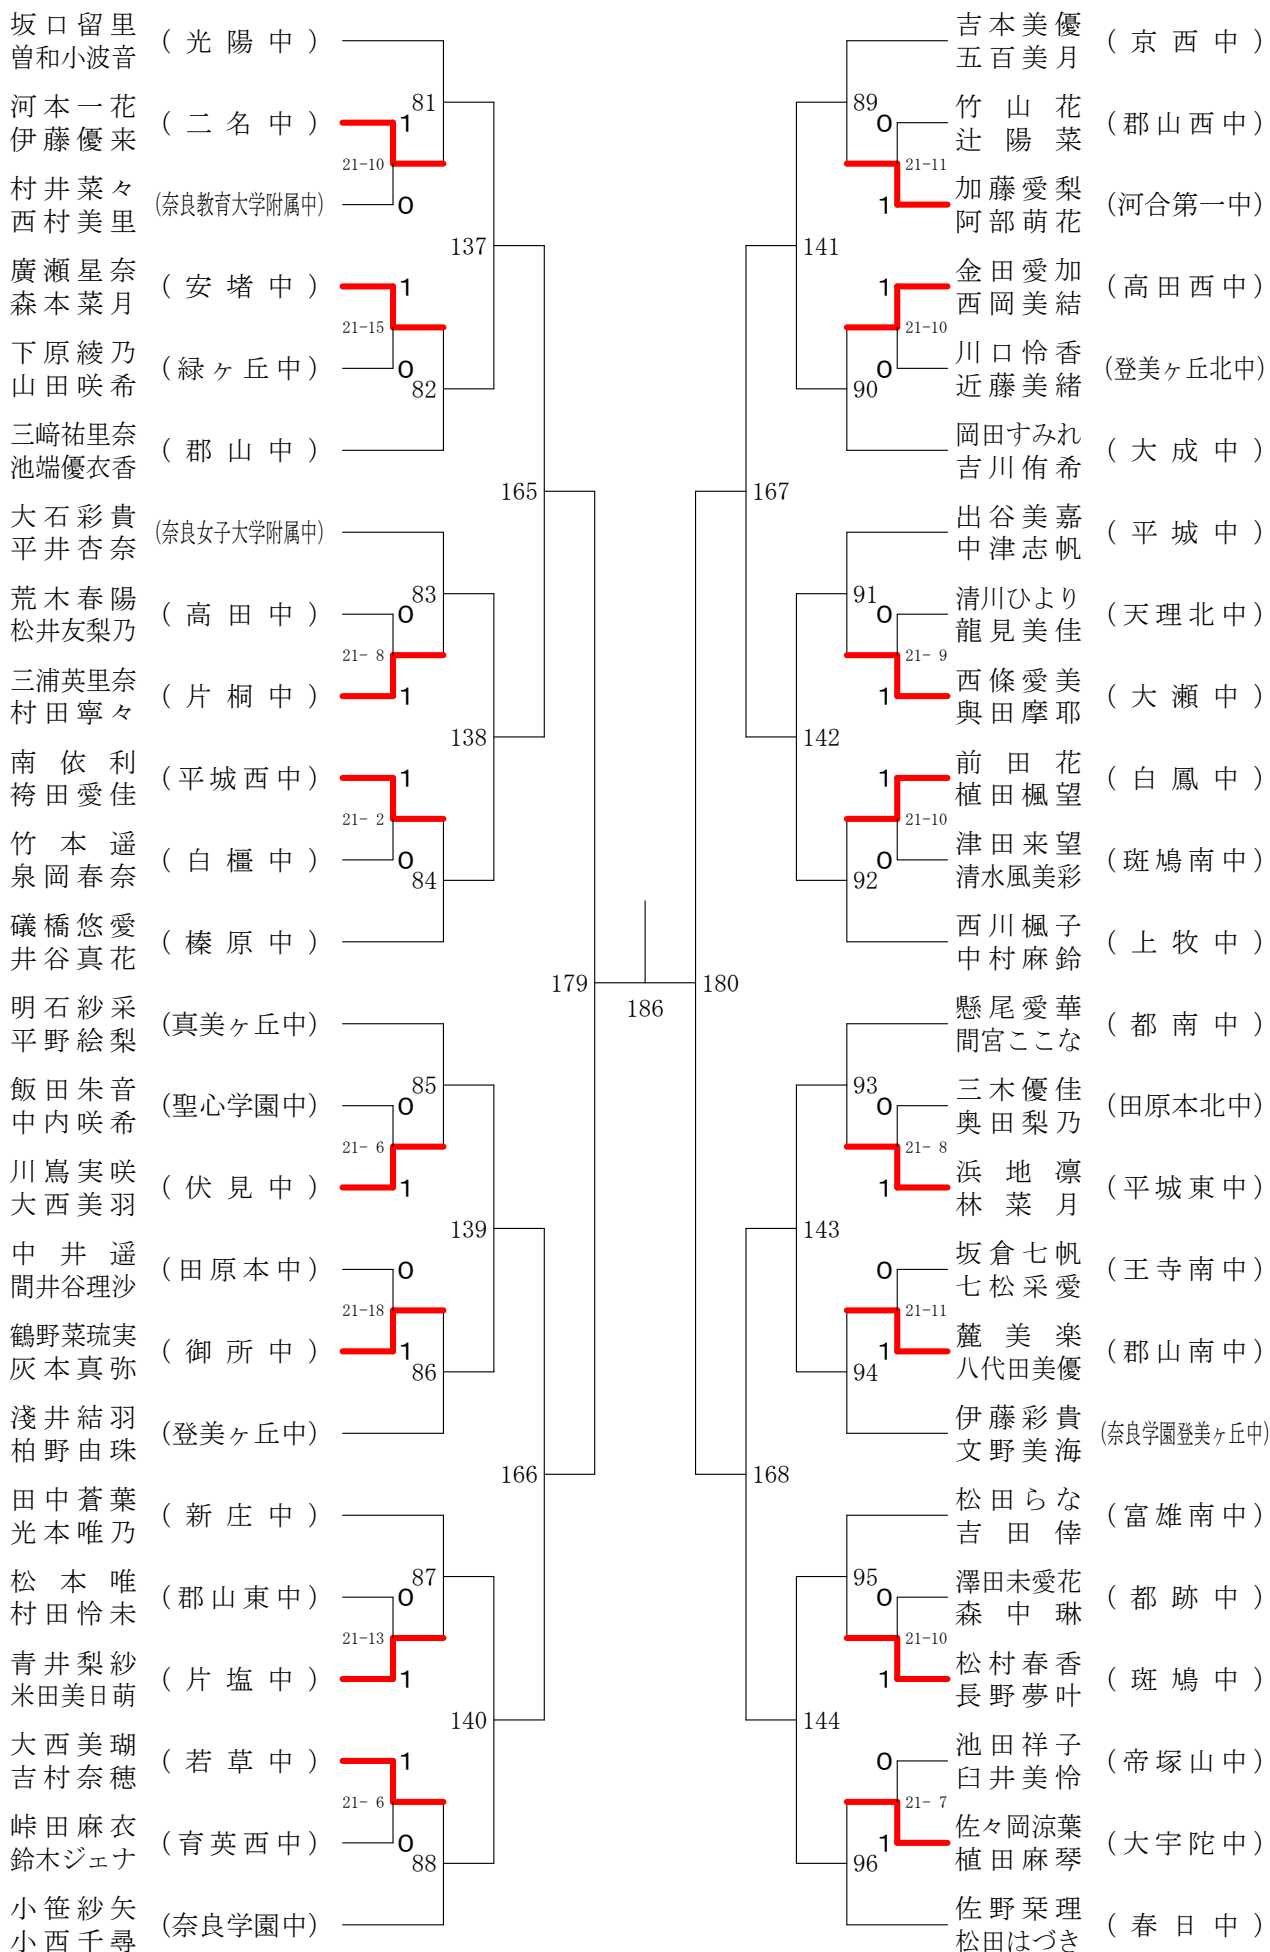 坂口留里
曽和小波音
(光陽中)
81
河本一花
伊藤優来
(二名中)
1
21-10
村井菜々
西村美里
(奈良教育大学附属中)
0
137
廣瀬星奈
森本菜月
(安堵中)
1
21-15
下原綾乃
山田咲希
(緑ヶ丘中)
0
82
三﨑祐里奈
池端優衣香
(郡山中)
165
大石彩貴
平井杏奈
(奈良女子大学附属中)
83
荒木春陽
松井友梨乃
(高田中)
0
21- 8
三浦英里奈
村田寧々
(片桐中)
1
138
南依利
袴田愛佳
(平城西中)
1
21- 2
竹本遥
泉岡春奈
(白橿中)
0
84
礒橋悠愛
井谷真花
(榛原中)
179
明石紗采
平野絵梨
(真美ヶ丘中)
85
飯田朱音
中内咲希
(聖心学園中)
0
21- 6
川嶌実咲
大西美羽
(伏見中)
1
139
中井遥
間井谷理沙
(田原本中)
0
21-18
鶴野菜琉実
灰本真弥
(御所中)
1
86
淺井結羽
柏野由珠
(登美ヶ丘中)
166
田中蒼葉
光本唯乃
(新庄中)
87
松本唯
村田怜未
(郡山東中)
0
21-13
青井梨紗
米田美日萌
(片塩中)
1
140
大西美瑚
吉村奈穂
(若草中)
1
21- 6
峠田麻衣
鈴木ジェナ
(育英西中)
0
88
小笹紗矢
小西千尋
(奈良学園中)
186
吉本美優
五百美月
(京西中)
89
竹山花
辻陽菜
(郡山西中)
0
21-11
加藤愛梨
阿部萌花
(河合第一中)
1
141
金田愛加
西岡美結
(高田西中)
1
21-10
川口怜香
近藤美緒
(登美ヶ丘北中)
0
90
岡田すみれ
吉川侑希
(大成中)
167
出谷美嘉
中津志帆
(平城中)
91
清川ひより
龍見美佳
(天理北中)
0
21- 9
西條愛美
與田摩耶
(大瀬中)
1
142
前田花
植田楓望
(白鳳中)
1
21-10
津田来望
清水風美彩
(斑鳩南中)
0
92
西川楓子
中村麻鈴
(上牧中)
180
懸尾愛華
間宮ここな
(都南中)
93
三木優佳
奥田梨乃
(田原本北中)
0
21- 8
浜地凛
林菜月
(平城東中)
1
143
坂倉七帆
七松采愛
(王寺南中)
0
21-11
麓美楽
八代田美優
(郡山南中)
1
94
伊藤彩貴
文野美海
(奈良学園登美ヶ丘中)
168
松田らな
吉田倖
(富雄南中)
95
澤田未愛花
森中琳
(都跡中)
0
21-10
松村春香
長野夢叶
(斑鳩中)
1
144
池田祥子
臼井美怜
(帝塚山中)
0
21- 7
佐々岡涼葉
植田麻琴
(大宇陀中)
1
96
佐野栞理
松田はづき
(春日中)